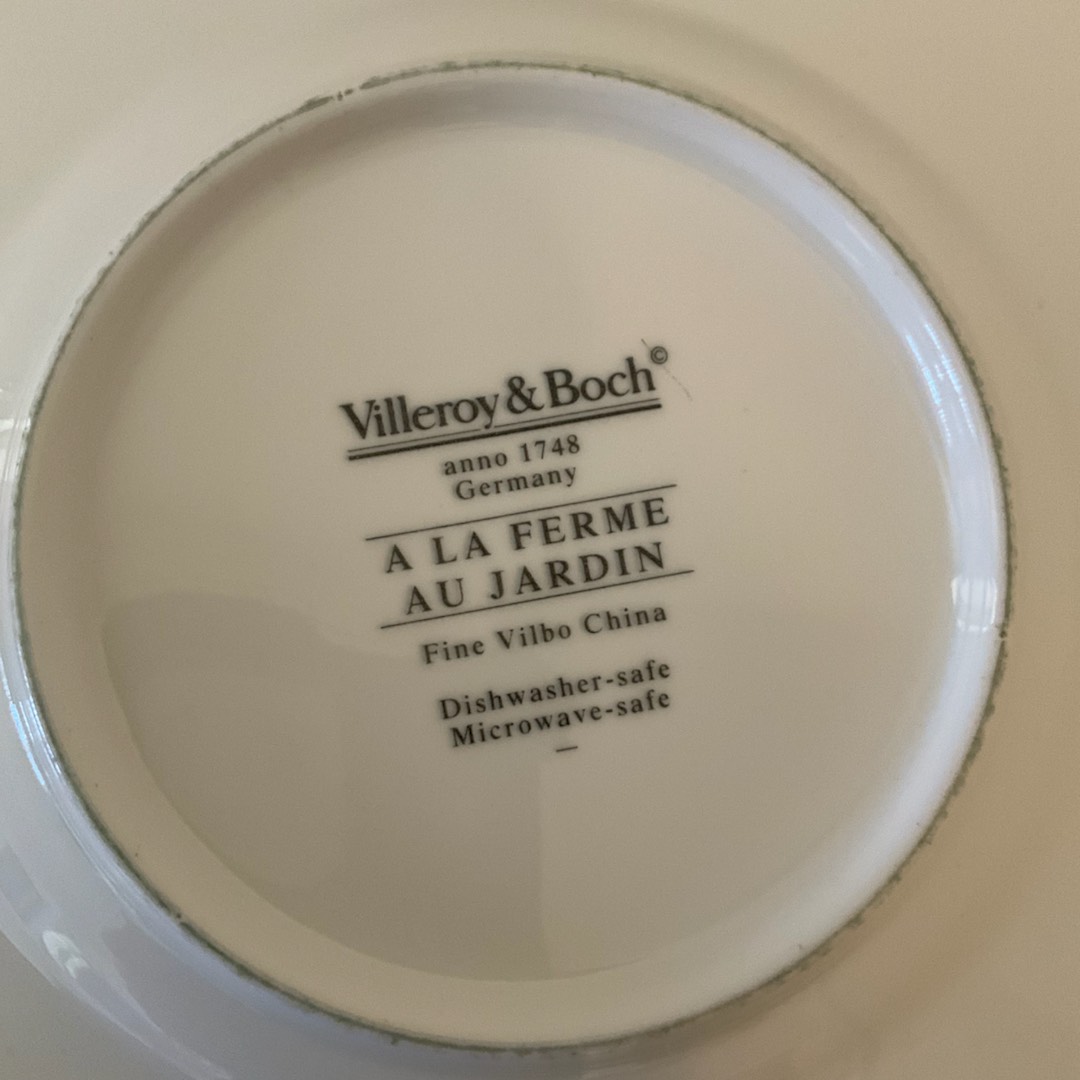 Villeroy & Boch©
anno 1748
Germany
A LA FERME
AU JARDIN
Fine Vilbo China
Dishwasher-safe
Microwave-safe